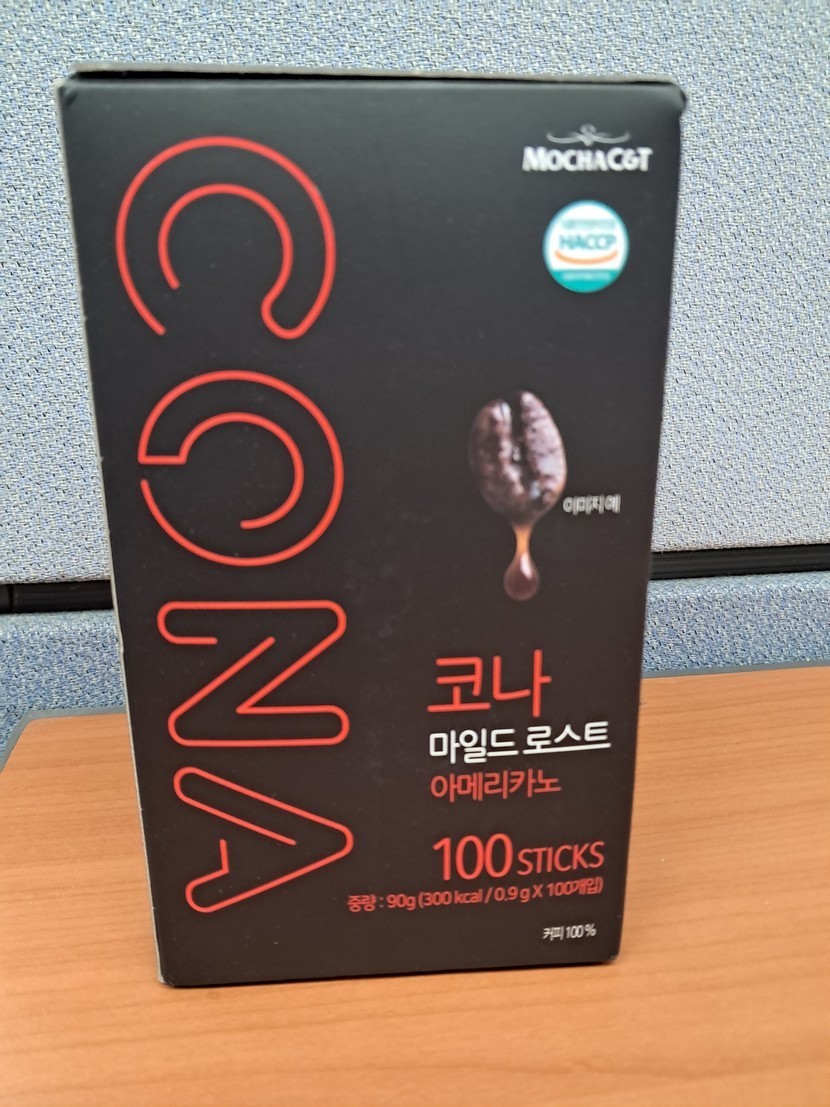 CONA
MOCHAC&T
HACCP
이미지 예
코나
마일드 로스트
아메리카노
100 STICKS
중량 : 90g (300 kcal / 0.9 g X 100개입)
커피 100 %